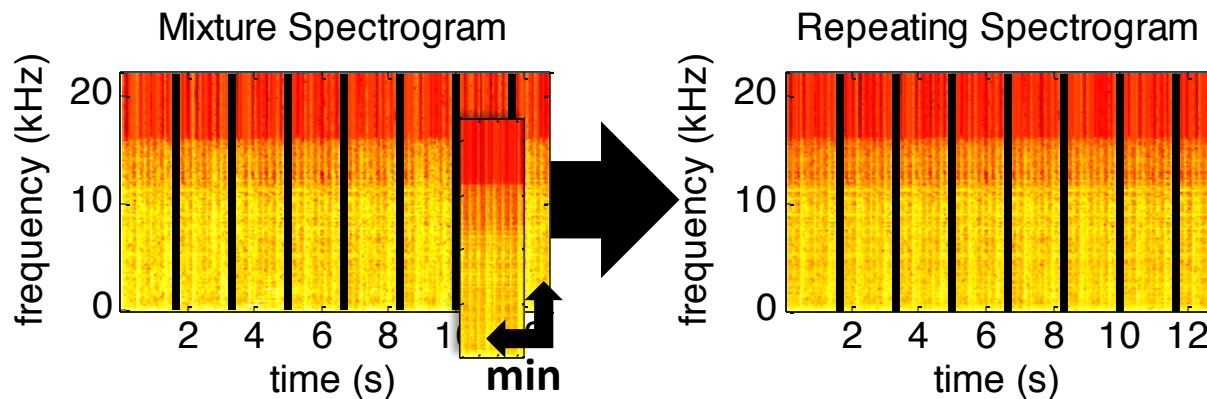 Mixture Spectrogram
frequency (kHz)
20
10
0
2 4 6 8
time (s)
min
Repeating Spectrogram
frequency (kHz)
20
10
0
2 4 6 8 10 12
time (s)